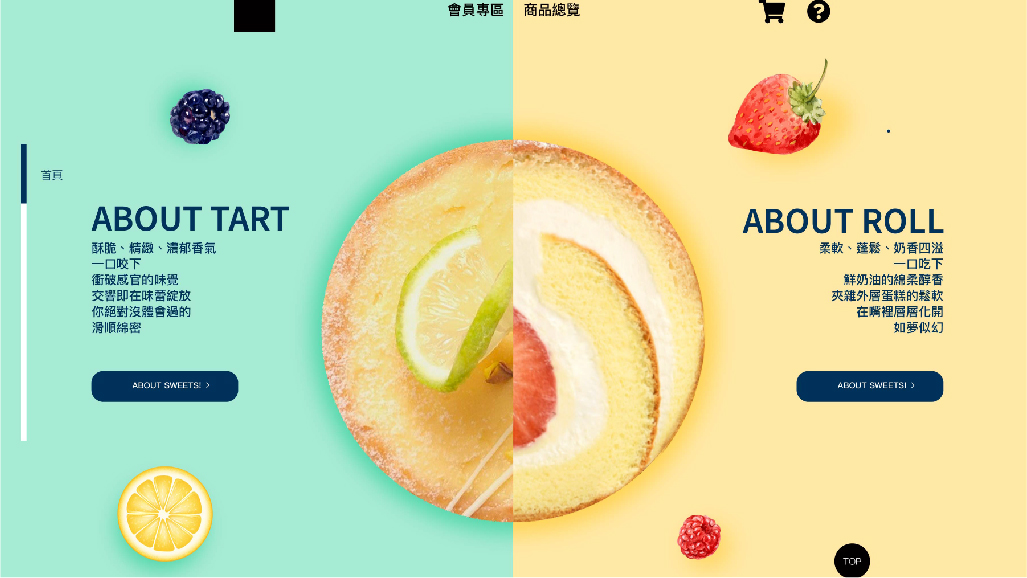 會員專區
商品總覽
首頁
ABOUT TART
酥脆、精緻、濃郁香氣
一口咬下
衝破感官的味覺
交響即在味蕾綻放
你絕對沒體會過的
滑順綿密
ABOUT SWEETS! >
ABOUT ROLL
柔軟、蓬鬆、奶香四溢
一口吃下
鮮奶油的綿柔醇香
夾雜外層蛋糕的鬆軟
在嘴裡層層化開
如夢似幻
ABOUT SWEETS! >
TOP